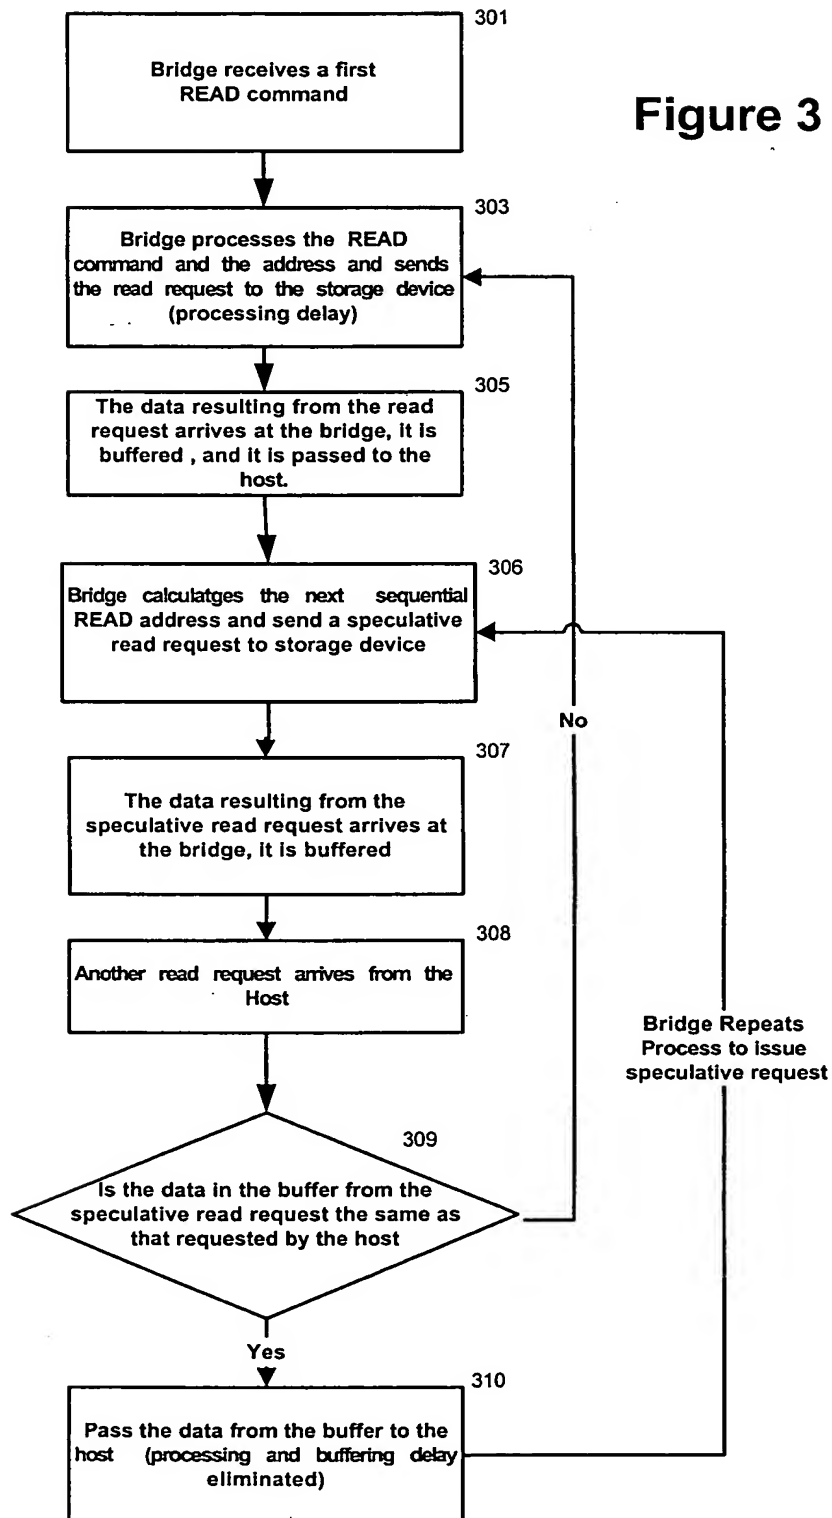 301
Bridge receives a first
READ command
Figure 3
303
Bridge processes the READ
command and the address and sends
the read request to the storage device
(processing delay)
305
The data resulting from the read
request arrives at the bridge, it is
buffered , and it is passed to the
host.
306
Bridge calculatges the next sequential
READ address and send a speculative
read request to storage device
No
307
The data resulting from the
speculative read request arrives at
the bridge, it is buffered
308
Another read request arrives from the
Host
Bridge Repeats
Process to issue
speculative request
309
Is the data in the buffer from the
speculative read request the same as
that requested by the host
Yes
310
Pass the data from the buffer to the
host (processing and buffering delay
eliminated)